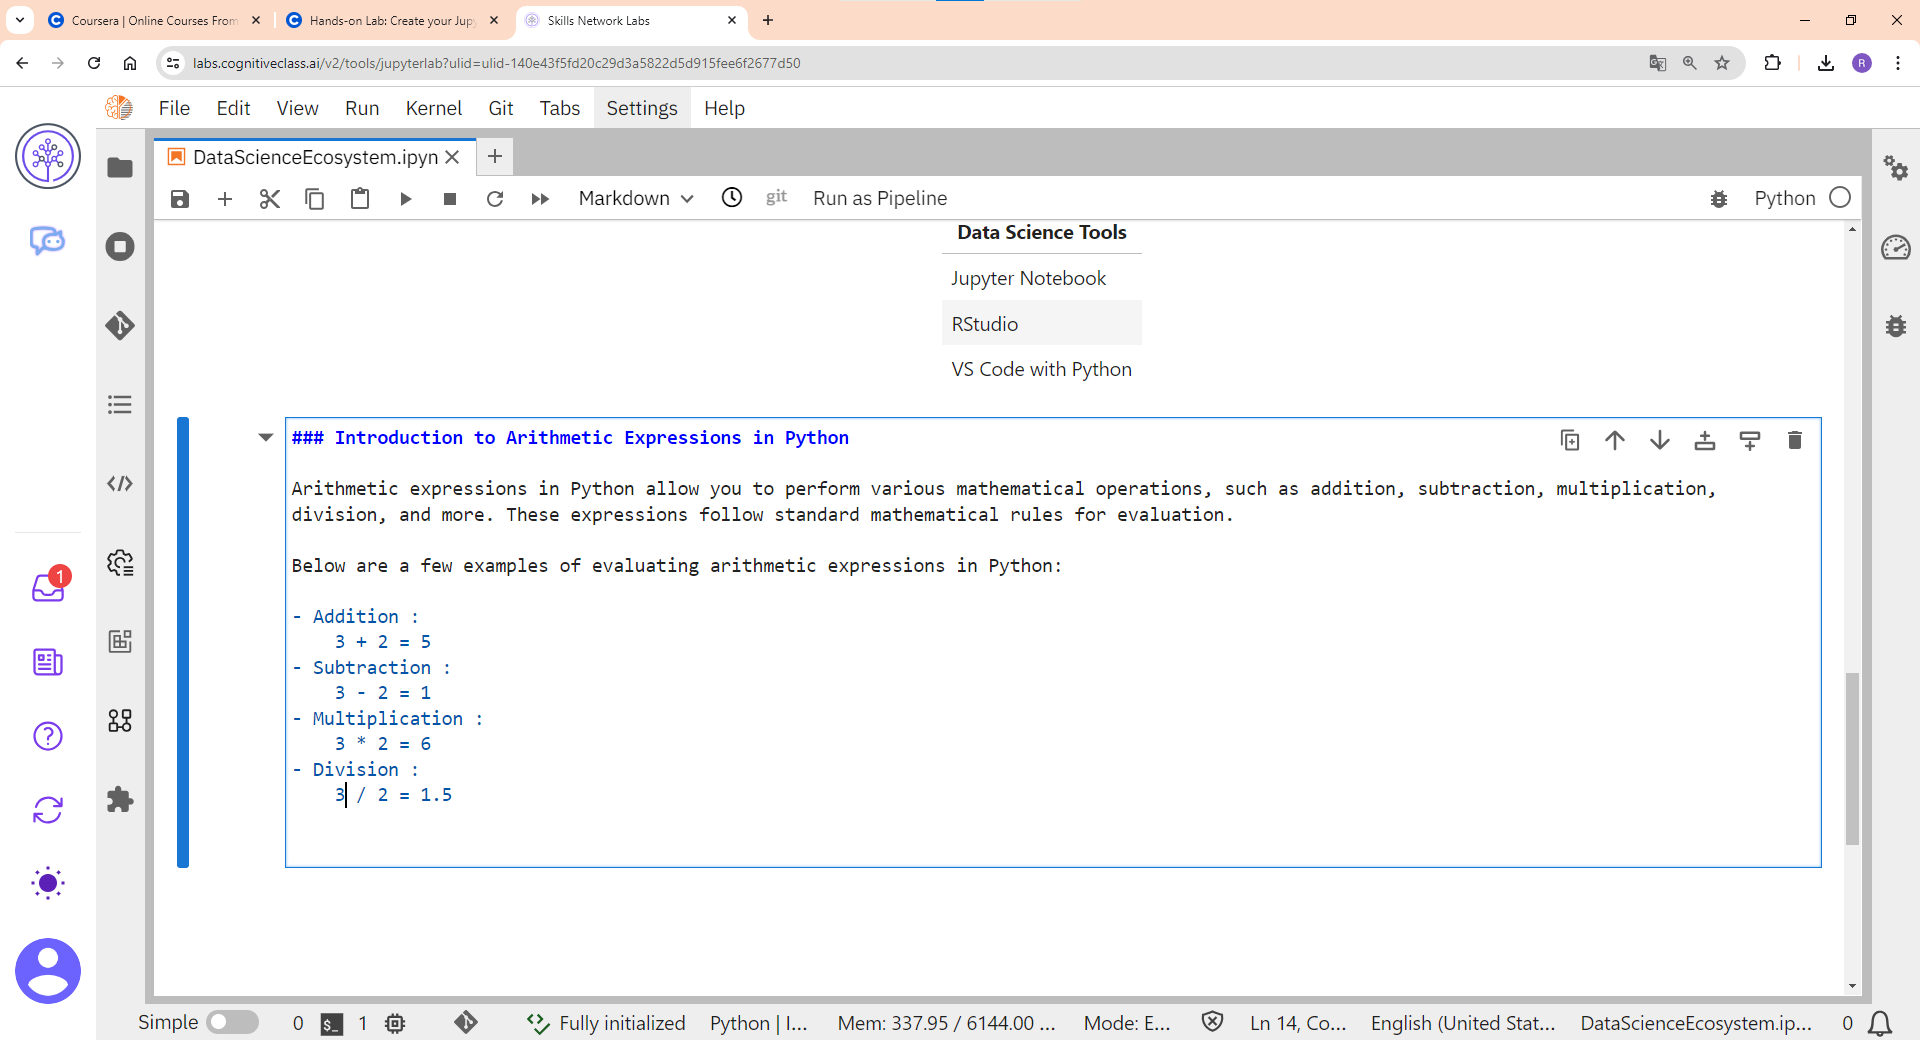 Coursera | Online Courses From
Hands-on Lab: Create your Jup
Skills Network Labs
labs.cognitiveclass.ai/v2/tools/jupyterlab?ulid=ulid-140e43f5fd20c29d3a5822d5d915fee6f2677d50
R
File Edit View Run Kernel Git Tabs Settings Help
DataScienceEcosystem.ipyn
Markdown git Run as Pipeline Python
Data Science Tools
Jupyter Notebook
RStudio
VS Code with Python
### Introduction to Arithmetic Expressions in Python
Arithmetic expressions in Python allow you to perform various mathematical operations, such as addition, subtraction, multiplication,
division, and more. These expressions follow standard mathematical rules for evaluation.
Below are a few examples of evaluating arithmetic expressions in Python:
- Addition :
3 + 2 = 5
- Subtraction :
3 - 2 = 1
- Multiplication :
3 * 2 = 6
- Division :
3 / 2 = 1.5
1
Simple 0 $_ 1 Fully initialized Python | I... Mem: 337.95 / 6144.00 ... Mode: E... Ln 14, Co... English (United Stat... DataScienceEcosystem.ip... 0